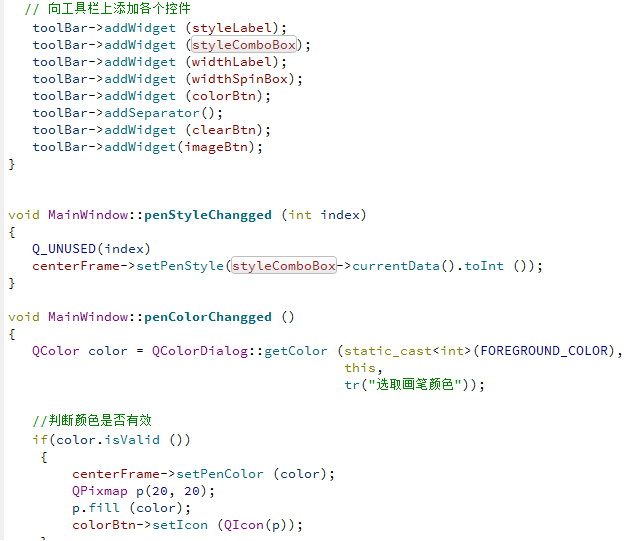 // 向工具栏上添加各个控件
toolBar->addWidget (styleLabel);
toolBar->addWidget (styleComboBox);
toolBar->addWidget (widthLabel);
toolBar->addWidget (widthSpinBox);
toolBar->addWidget (colorBtn);
toolBar->addSeparator();
toolBar->addWidget (clearBtn);
toolBar->addWidget(imageBtn);
}
void MainWindow::penStyleChangged (int index)
{
Q_UNUSED(index)
centerFrame->setPenStyle(styleComboBox->currentData().toInt ());
}
void MainWindow::penColorChangged ()
{
QColor color = QColorDialog::getColor (static_cast<int>(FOREGROUND_COLOR),
this,
tr("选取画笔颜色"));
//判断颜色是否有效
if(color.isValid ())
{
centerFrame->setPenColor (color);
QPixmap p(20, 20);
p.fill (color);
colorBtn->setIcon (QIcon(p));